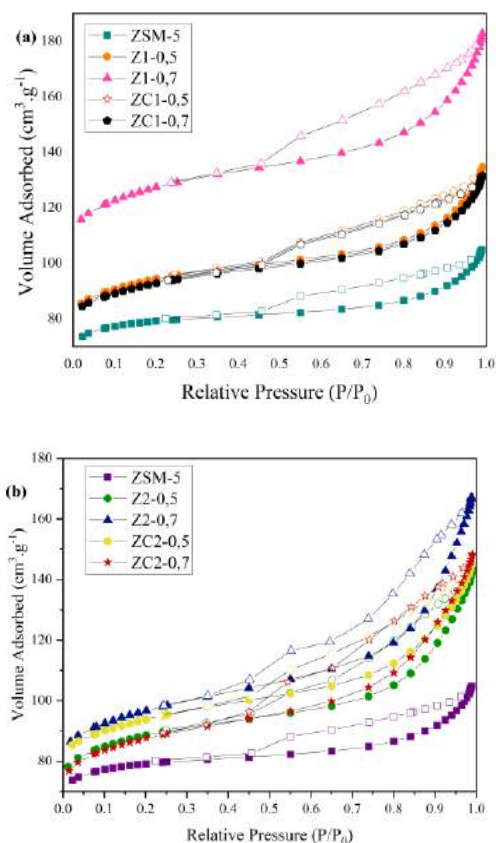 (a)
ZSM-5
Z1-0,5
Z1-0,7
ZC1-0,5
ZC1-0,7
Volume Adsorbed (cm³.g⁻¹)
180
160
140
120
100
80
0.0 0.1 0.2 0.3 0.4 0.5 0.6 0.7 0.8 0.9 1.0
Relative Pressure (P/P₀)
(b)
ZSM-5
Z2-0,5
Z2-0,7
ZC2-0,5
ZC2-0,7
Volume Adsorbed (cm³.g⁻¹)
180
160
140
120
100
80
60
0.0 0.1 0.2 0.3 0.4 0.5 0.6 0.7 0.8 0.9 1.0
Relative Pressure (P/P₀)